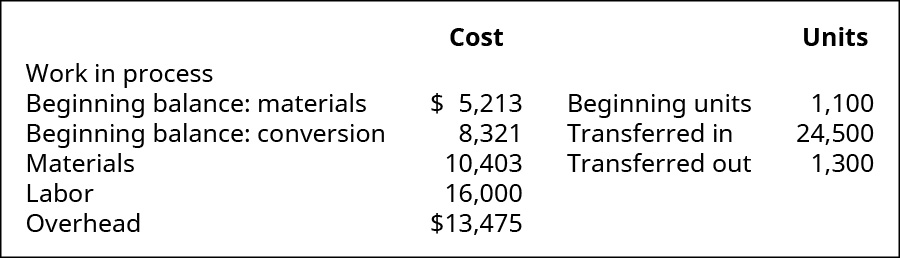 Cost Units
Work in process
Beginning balance: materials $ 5,213 Beginning units 1,100
Beginning balance: conversion 8,321 Transferred in 24,500
Materials 10,403 Transferred out 1,300
Labor 16,000
Overhead $13,475